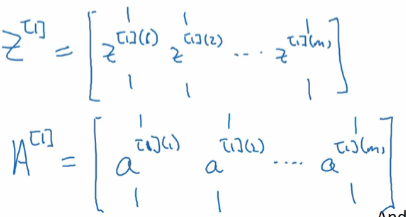 Z^[1] = [ z^[1](1) z^[1](2) ... z^[1](m) ]
A^[1] = [ a^[1](1) a^[1](2) .... a^[1](m) ]
And